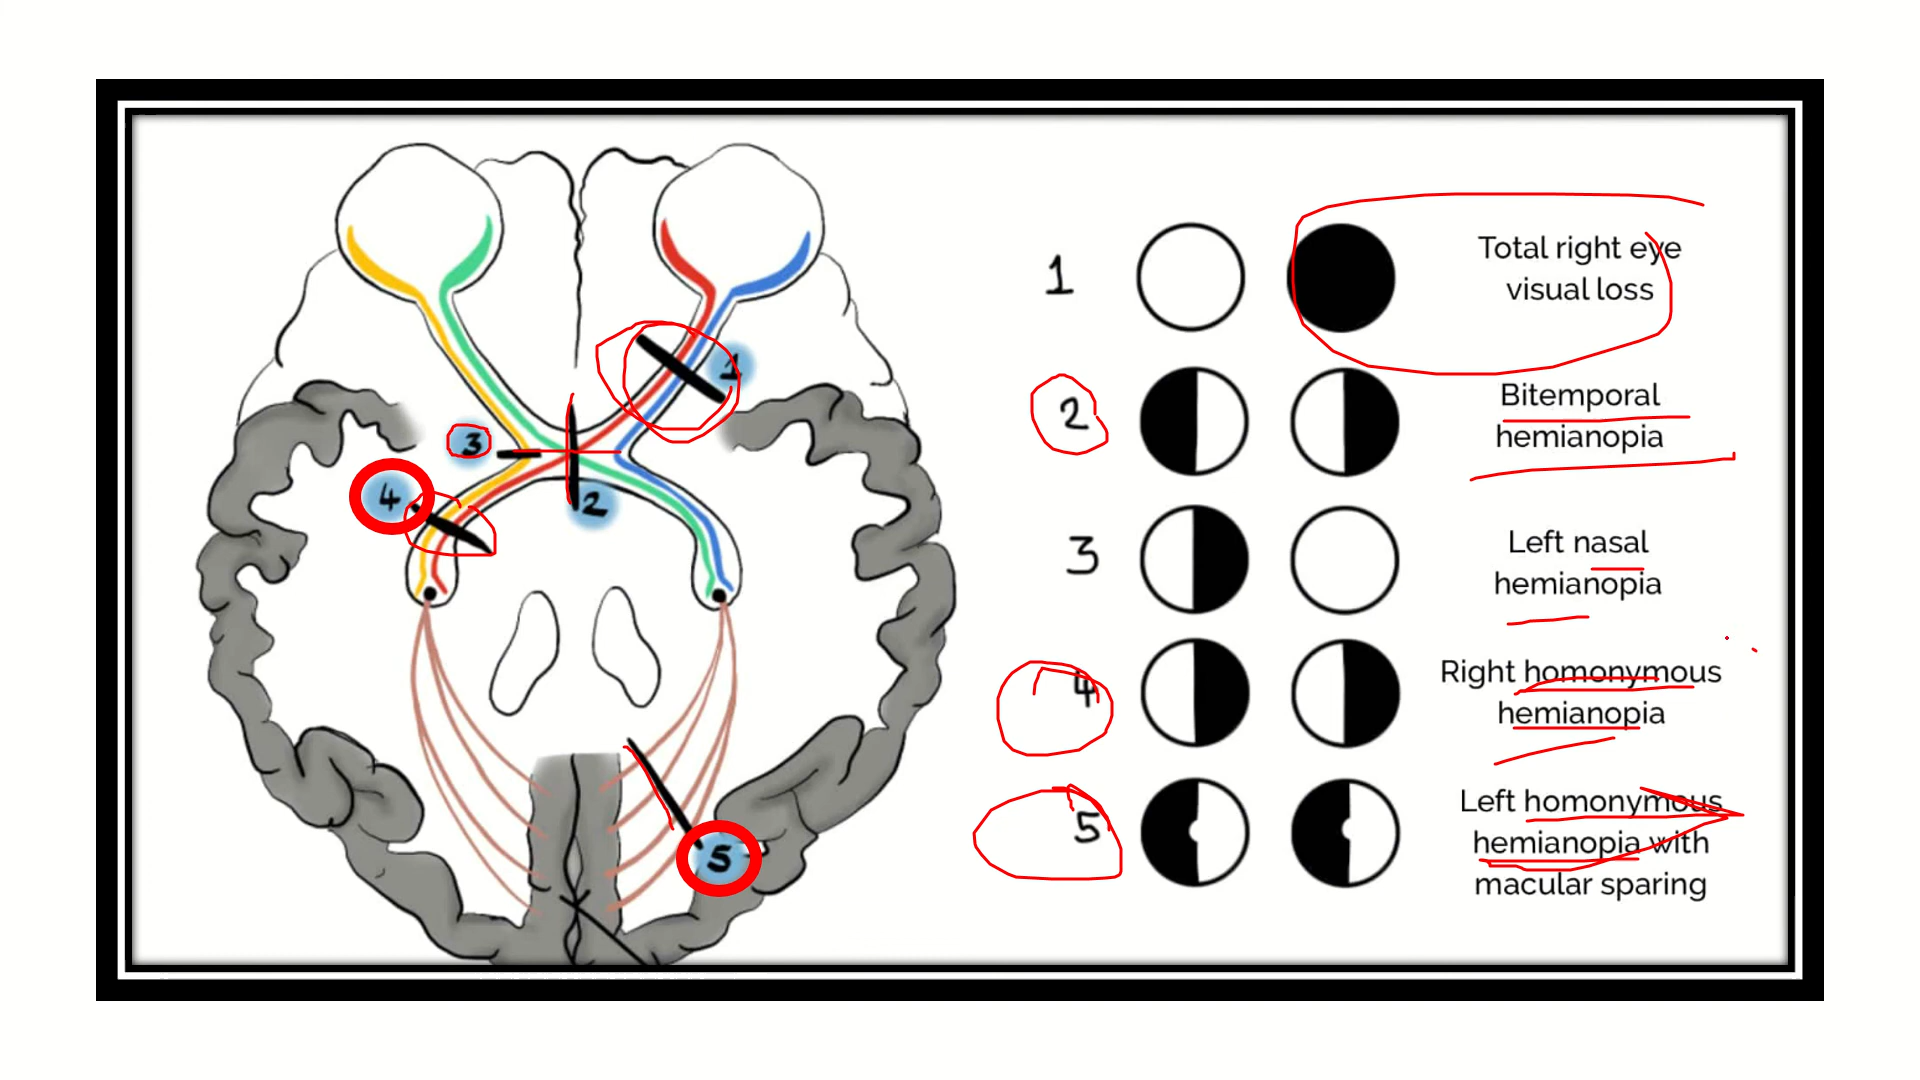 1
3
4
2
5
1
Total right eye
visual loss
2
Bitemporal
hemianopia
3
Left nasal
hemianopia
4
Right homonymous
hemianopia
5
Left homonymous
hemianopia with
macular sparing